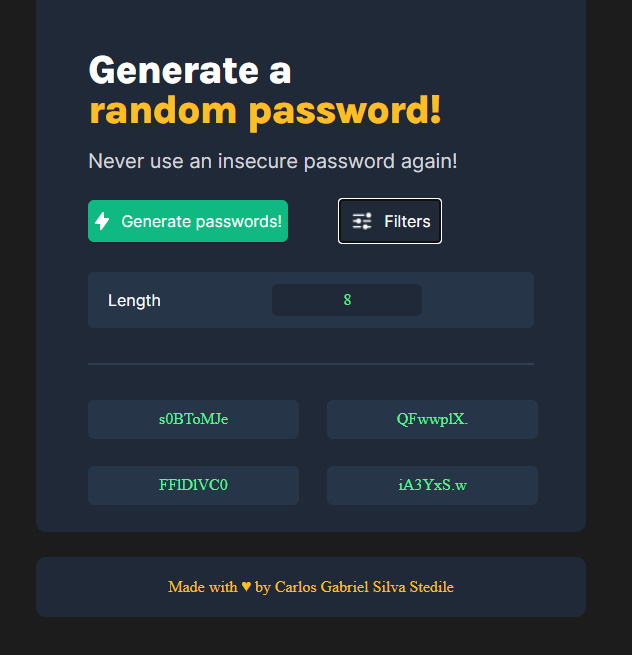 Generate a
random password!
Never use an insecure password again!
Generate passwords!
Filters
Length
8
s0BToMJe
QFwwplX.
FFlDlVC0
iA3YxS.w
Made with ♥ by Carlos Gabriel Silva Stedile